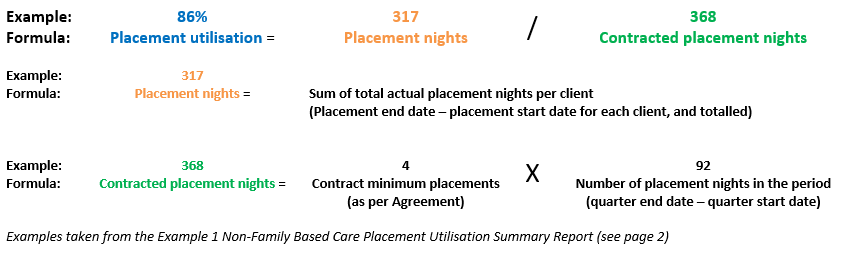 Example: 86% 317 / 368
Formula: Placement utilisation = Placement nights Contracted placement nights
Example: 317
Formula: Placement nights = Sum of total actual placement nights per client
(Placement end date – placement start date for each client, and totalled)
Example: 368 4 X 92
Formula: Contracted placement nights = Contract minimum placements Number of placement nights in the period
(as per Agreement) (quarter end date – quarter start date)
Examples taken from the Example 1 Non-Family Based Care Placement Utilisation Summary Report (see page 2)